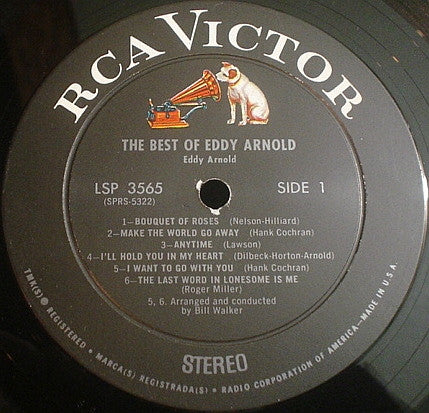 RCA VICTOR
THE BEST OF EDDY ARNOLD
Eddy Arnold
LSP 3565 SIDE 1
(SPRS-5322)
1—BOUQUET OF ROSES (Nelson-Hilliard)
2—MAKE THE WORLD GO AWAY (Hank Cochran)
3—ANYTIME (Lawson)
4—I'LL HOLD YOU IN MY HEART (Dilbeck-Horton-Arnold)
5—I WANT TO GO WITH YOU (Hank Cochran)
6—THE LAST WORD IN LONESOME IS ME
(Roger Miller)
5, 6. Arranged and conducted
by Bill Walker
STEREO
TMK(S) ® REGISTERED • MARCA(S) REGISTRADA(S) • RADIO CORPORATION OF AMERICA—MADE IN U.S.A.